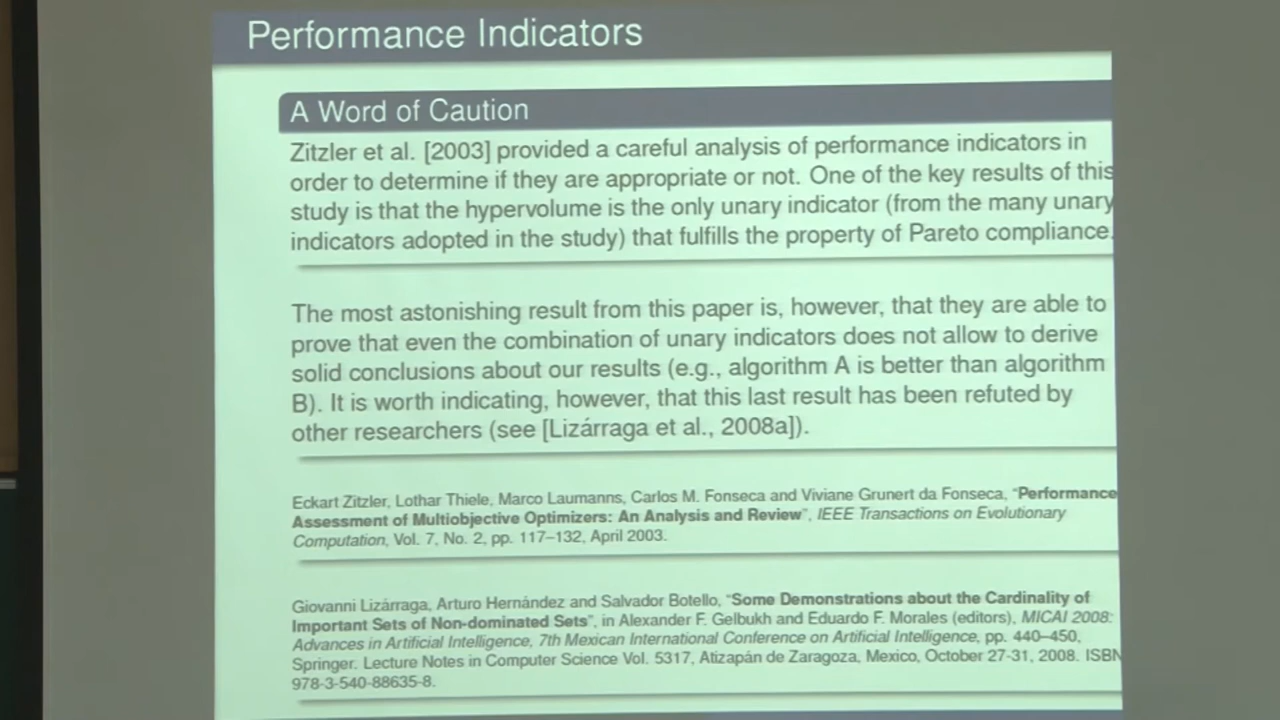 Performance Indicators
A Word of Caution
Zitzler et al. [2003] provided a careful analysis of performance indicators in
order to determine if they are appropriate or not. One of the key results of this
study is that the hypervolume is the only unary indicator (from the many unary
indicators adopted in the study) that fulfills the property of Pareto compliance.
The most astonishing result from this paper is, however, that they are able to
prove that even the combination of unary indicators does not allow to derive
solid conclusions about our results (e.g., algorithm A is better than algorithm
B). It is worth indicating, however, that this last result has been refuted by
other researchers (see [Lizárraga et al., 2008a]).
Eckart Zitzler, Lothar Thiele, Marco Laumanns, Carlos M. Fonseca and Viviane Grunert da Fonseca, “Performance
Assessment of Multiobjective Optimizers: An Analysis and Review”, IEEE Transactions on Evolutionary
Computation, Vol. 7, No. 2, pp. 117–132, April 2003.
Giovanni Lizárraga, Arturo Hernández and Salvador Botello, “Some Demonstrations about the Cardinality of
Important Sets of Non-dominated Sets”, in Alexander F. Gelbukh and Eduardo F. Morales (editors), MICAI 2008:
Advances in Artificial Intelligence, 7th Mexican International Conference on Artificial Intelligence, pp. 440–450,
Springer. Lecture Notes in Computer Science Vol. 5317, Atizapán de Zaragoza, Mexico, October 27-31, 2008. ISBN
978-3-540-88635-8.